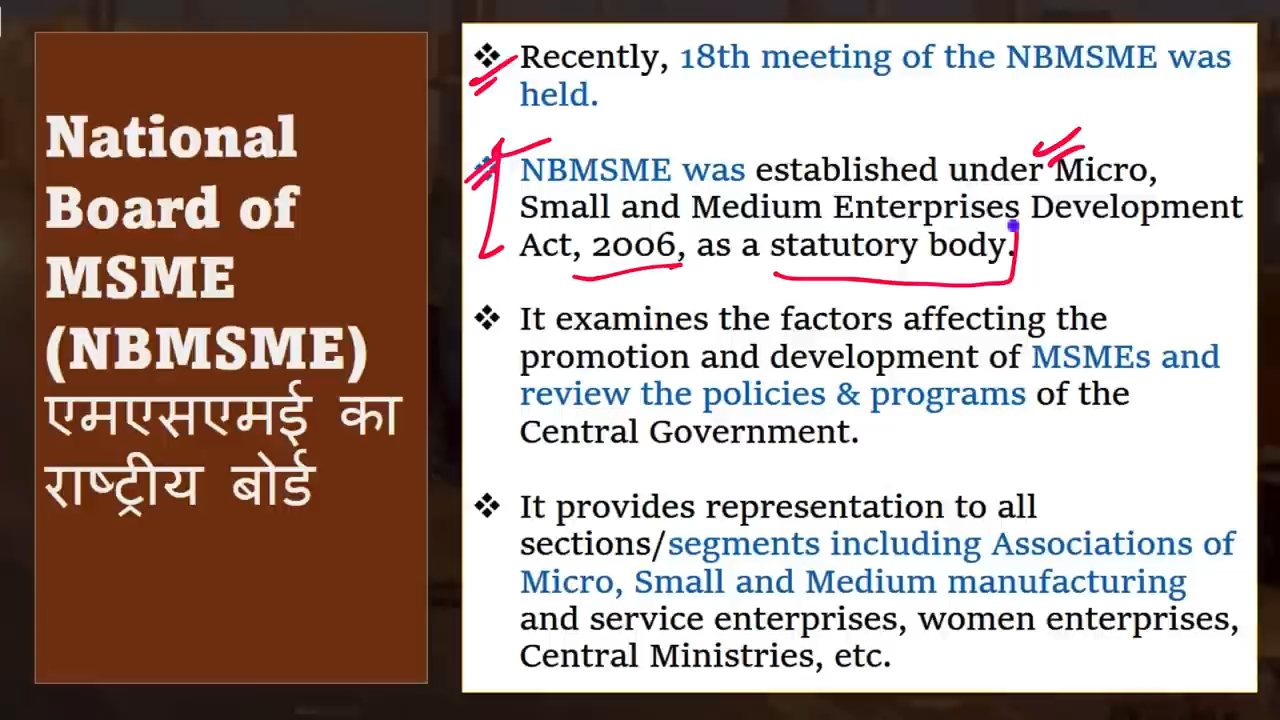 National
Board of
MSME
(NBMSME)
एमएसएमई का
राष्ट्रीय बोर्ड
❖ Recently, 18th meeting of the NBMSME was
held.
❖ NBMSME was established under Micro,
Small and Medium Enterprises Development
Act, 2006, as a statutory body.
❖ It examines the factors affecting the
promotion and development of MSMEs and
review the policies & programs of the
Central Government.
❖ It provides representation to all
sections/segments including Associations of
Micro, Small and Medium manufacturing
and service enterprises, women enterprises,
Central Ministries, etc.